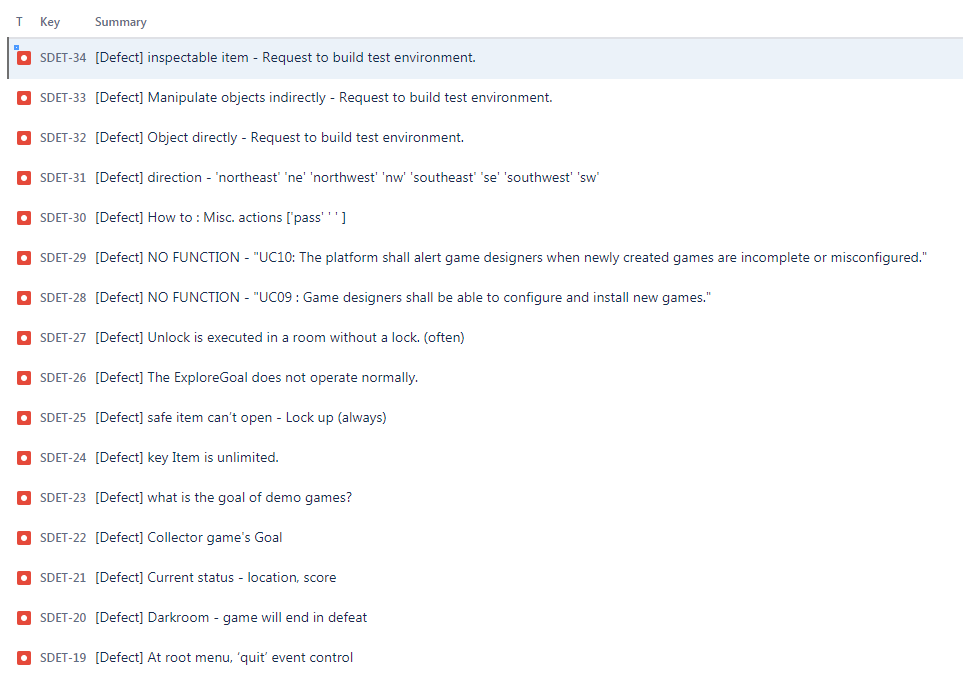 T Key Summary
SDET-34 [Defect] inspectable item - Request to build test environment.
SDET-33 [Defect] Manipulate objects indirectly - Request to build test environment.
SDET-32 [Defect] Object directly - Request to build test environment.
SDET-31 [Defect] direction - 'northeast' 'ne' 'northwest' 'nw' 'southeast' 'se' 'southwest' 'sw'
SDET-30 [Defect] How to : Misc. actions ['pass' ' ' ]
SDET-29 [Defect] NO FUNCTION - "UC10: The platform shall alert game designers when newly created games are incomplete or misconfigured."
SDET-28 [Defect] NO FUNCTION - "UC09 : Game designers shall be able to configure and install new games."
SDET-27 [Defect] Unlock is executed in a room without a lock. (often)
SDET-26 [Defect] The ExploreGoal does not operate normally.
SDET-25 [Defect] safe item can't open - Lock up (always)
SDET-24 [Defect] key Item is unlimited.
SDET-23 [Defect] what is the goal of demo games?
SDET-22 [Defect] Collector game's Goal
SDET-21 [Defect] Current status - location, score
SDET-20 [Defect] Darkroom - game will end in defeat
SDET-19 [Defect] At root menu, ‘quit’ event control